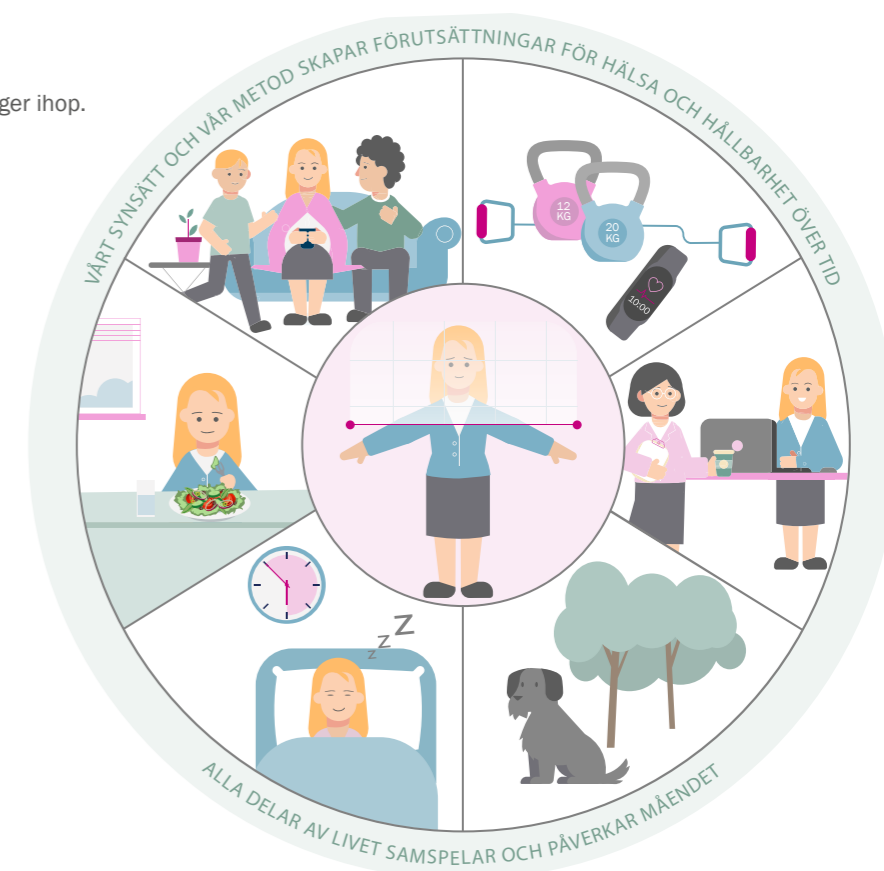 ger ihop.
VÅRT SYNSÄTT OCH VÅR METOD SKAPAR FÖRUTSÄTTNINGAR FÖR HÄLSA OCH HÅLLBARHET ÖVER TID
12
KG
20
KG
10:00
z z Z
ALLA DELAR AV LIVET SAMSPELAR OCH PÅVERKAR MÅENDET